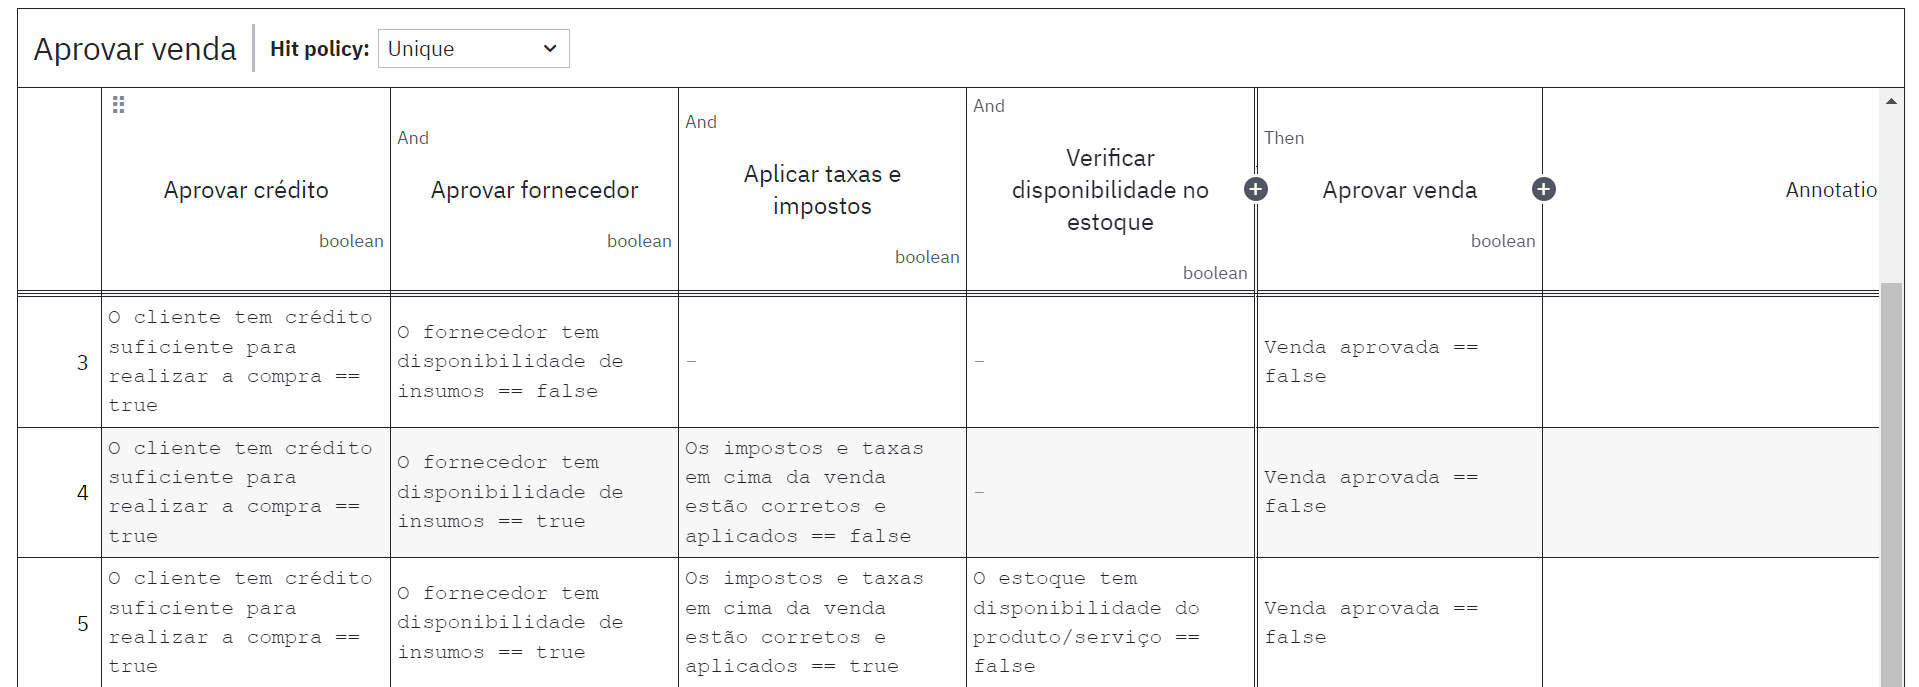 Aprovar venda Hit policy: Unique
Aprovar crédito
boolean
And
Aprovar fornecedor
boolean
And
Aplicar taxas e
impostos
boolean
And
Verificar
disponibilidade no
estoque
boolean
Then
Aprovar venda
boolean
Annotatio
3
O cliente tem crédito
suficiente para
realizar a compra ==
true
O fornecedor tem
disponibilidade de
insumos == false
-
-
Venda aprovada ==
false
4
O cliente tem crédito
suficiente para
realizar a compra ==
true
O fornecedor tem
disponibilidade de
insumos == true
Os impostos e taxas
em cima da venda
estão corretos e
aplicados == false
-
Venda aprovada ==
false
5
O cliente tem crédito
suficiente para
realizar a compra ==
true
O fornecedor tem
disponibilidade de
insumos == true
Os impostos e taxas
em cima da venda
estão corretos e
aplicados == true
O estoque tem
disponibilidade do
produto/serviço ==
false
Venda aprovada ==
false